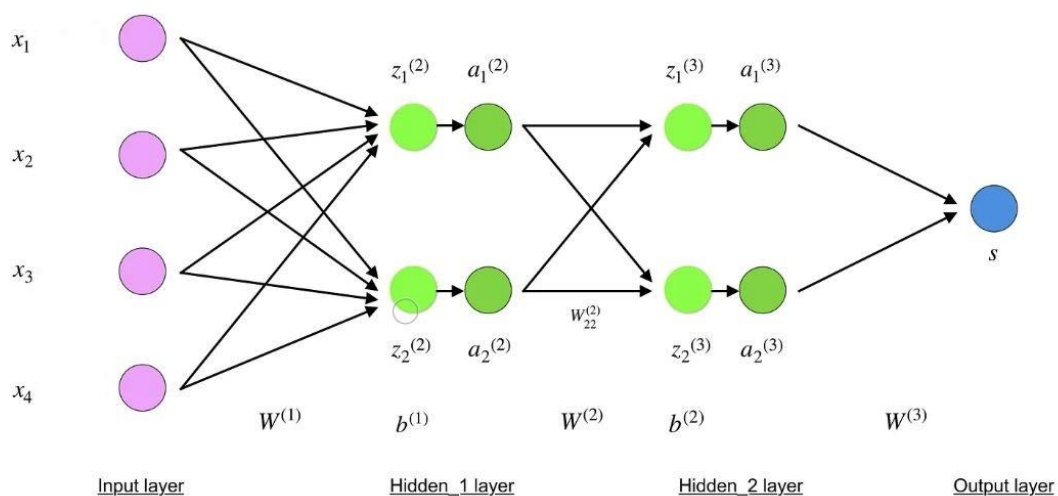 x₁
z₁⁽²⁾ a₁⁽²⁾ z₁⁽³⁾ a₁⁽³⁾
x₂
s
x₃
W₂₂⁽²⁾
z₂⁽²⁾ a₂⁽²⁾ z₂⁽³⁾ a₂⁽³⁾
x₄
W⁽¹⁾ b⁽¹⁾ W⁽²⁾ b⁽²⁾ W⁽³⁾
Input layer Hidden_1 layer Hidden_2 layer Output layer